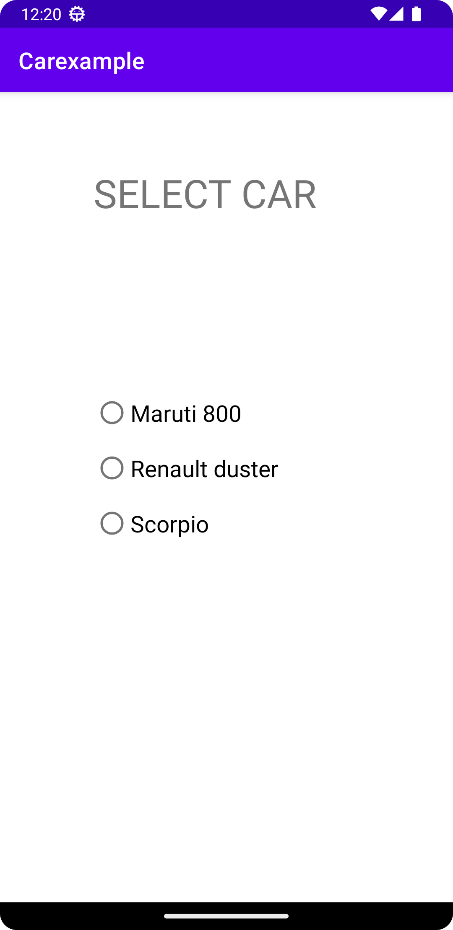 12:20
Carexample
SELECT CAR
Maruti 800
Renault duster
Scorpio